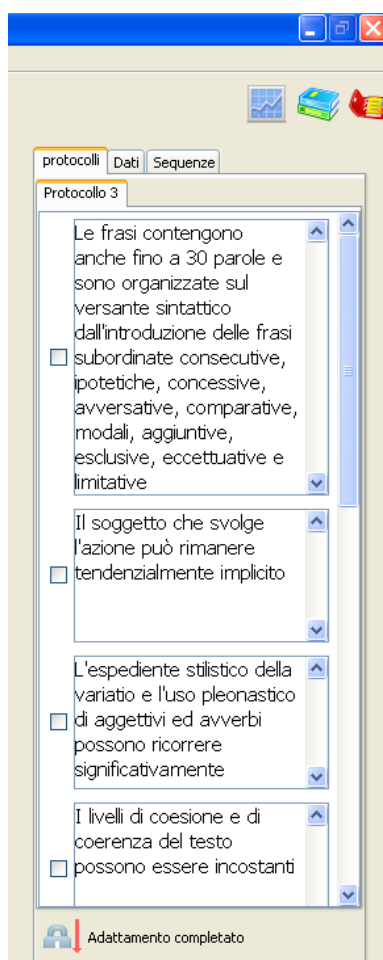 protocolli Dati Sequenze
Protocollo 3
Le frasi contengono
anche fino a 30 parole e
sono organizzate sul
versante sintattico
dall'introduzione delle frasi
subordinate consecutive,
ipotetiche, concessive,
avversative, comparative,
modali, aggiuntive,
esclusive, eccettuative e
limitative
Il soggetto che svolge
l'azione può rimanere
tendenzialmente implicito
L'espediente stilistico della
variatio e l'uso pleonastico
di aggettivi ed avverbi
possono ricorrere
significativamente
I livelli di coesione e di
coerenza del testo
possono essere incostanti
Adattamento completato